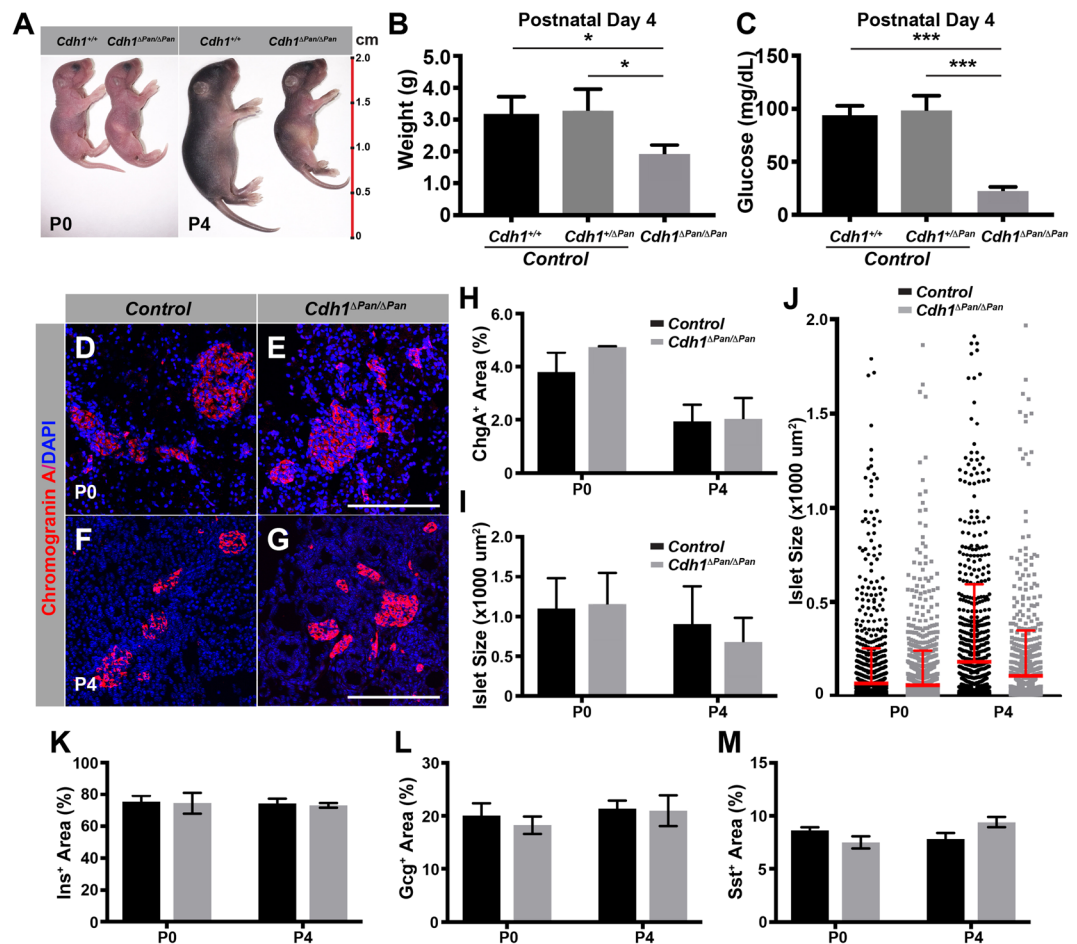 A
Cdh1+/+ Cdh1ΔPan/ΔPan Cdh1+/+ Cdh1ΔPan/ΔPan cm
2.0
1.5
1.0
0.5
0
P0 P4
B
Postnatal Day 4
*
*
Weight (g)
5.0
4.0
3.0
2.0
1.0
0.0
Cdh1+/+ Cdh1+/ΔPan Cdh1ΔPan/ΔPan
Control
C
Postnatal Day 4
***
***
Glucose (mg/dL)
150
100
50
0
Cdh1+/+ Cdh1+/ΔPan Cdh1ΔPan/ΔPan
Control
Control Cdh1ΔPan/ΔPan
Chromogranin A/DAPI
D E
P0
F G
P4
H
Control
Cdh1ΔPan/ΔPan
ChgA+ Area (%)
6.0
4.0
2.0
0
P0 P4
I
Control
Cdh1ΔPan/ΔPan
Islet Size (x1000 um2)
2.0
1.5
1.0
0.5
0
P0 P4
J
Control
Cdh1ΔPan/ΔPan
Islet Size (x1000 um2)
2.0
1.5
1.0
0.5
0
P0 P4
K
Ins+ Area (%)
100
80
60
40
20
0
P0 P4
L
Gcg+ Area (%)
30
20
10
0
P0 P4
M
Sst+ Area (%)
15
10
5
0
P0 P4